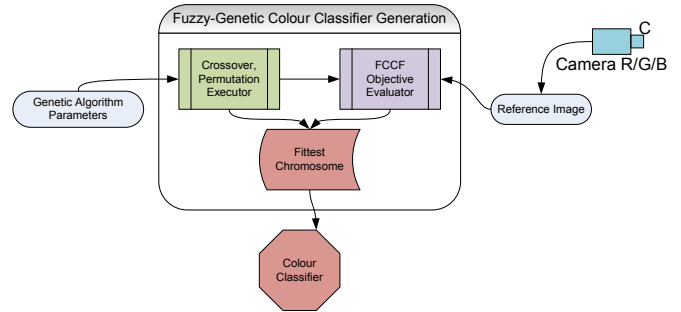 Fuzzy-Genetic Colour Classifier Generation
C
Camera R/G/B
Crossover,
Permutation
Executor
FCCF
Objective
Evaluator
Genetic Algorithm
Parameters
Reference Image
Fittest
Chromosome
Colour
Classifier